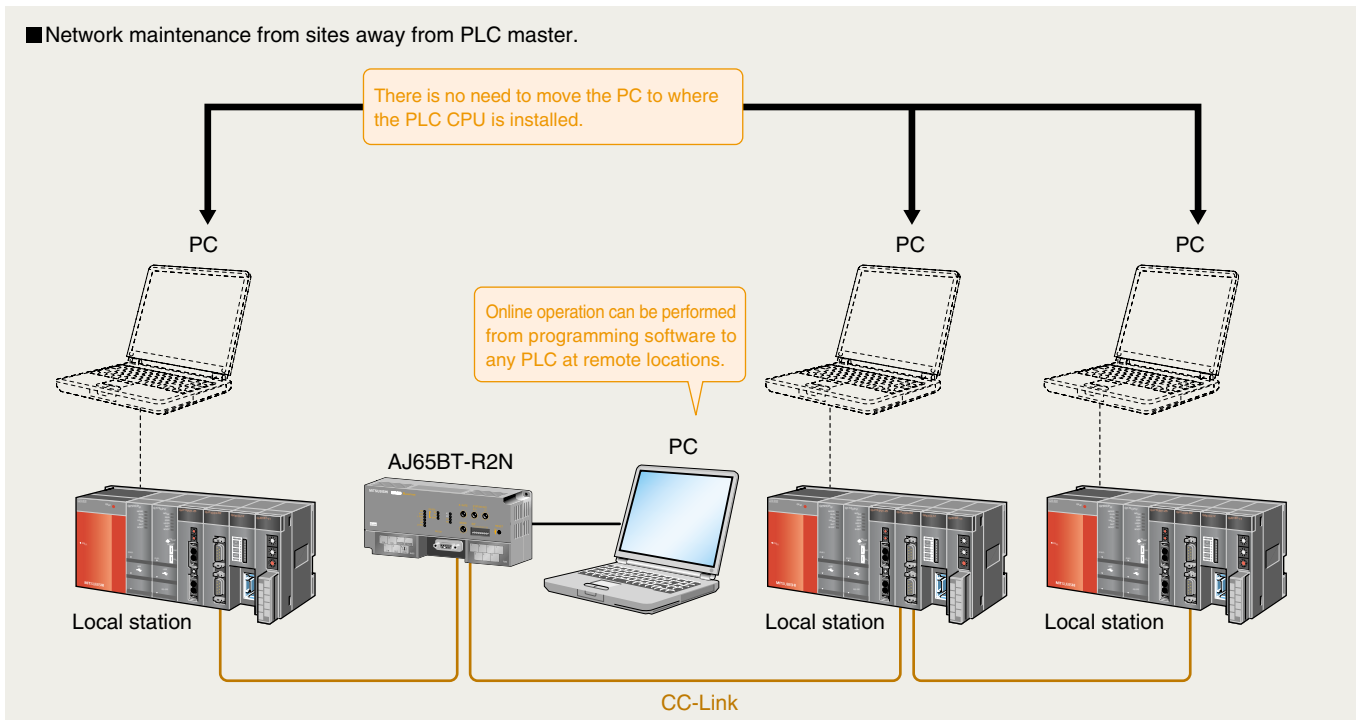 ■Network maintenance from sites away from PLC master.
There is no need to move the PC to where
the PLC CPU is installed.
PC
PC
PC
Online operation can be performed
from programming software to
any PLC at remote locations.
PC
AJ65BT-R2N
Local station
Local station
Local station
CC-Link